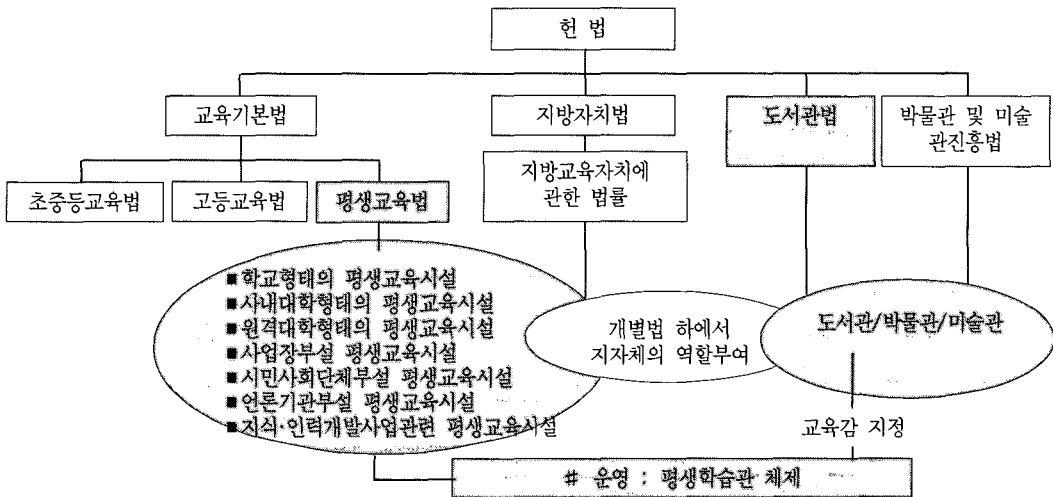 헌 법
교육기본법
지방자치법
도서관법
박물관 및 미술
관진흥법
초중등교육법
고등교육법
평생교육법
지방교육자치에
관한 법률
■학교형태의 평생교육시설
■사내대학형태의 평생교육시설
■원격대학형태의 평생교육시설
■사업장부설 평생교육시설
■시민사회단체부설 평생교육시설
■언론기관부설 평생교육시설
■지식·인력개발사업관련 평생교육시설
개별법 하에서
지자체의 역할부여
도서관/박물관/미술관
교육감 지정
# 운영 : 평생학습관 체제